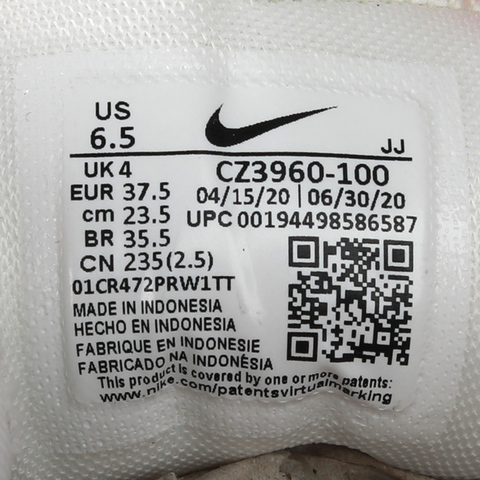 US
6.5
JJ
UK 4
EUR 37.5
cm 23.5
BR 35.5
CN 235(2.5)
CZ3960-100
04/15/20 | 06/30/20
UPC 00194498586587
01CR472PRW1TT
MADE IN INDONESIA
HECHO EN INDONESIA
FABRIQUE EN INDONESIE
FABRICADO NA INDONÉSIA
This product is covered by one or more patents:
www.nike.com/patentsvirtualmarking